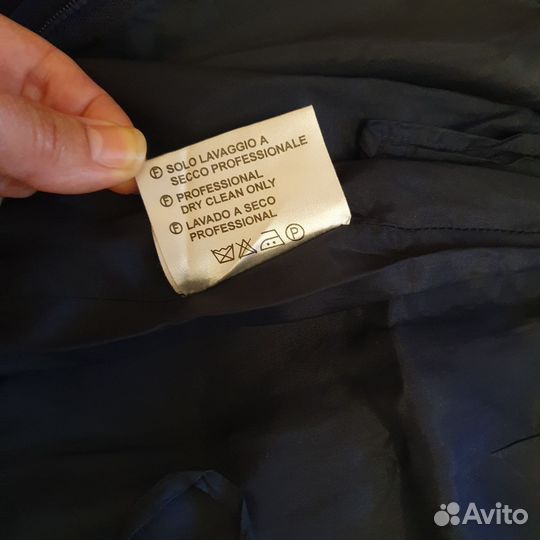 Ⓕ SOLO LAVAGGIO A
SECCO PROFESSIONALE
Ⓕ PROFESSIONAL
DRY CLEAN ONLY
Ⓕ LAVADO A SECO
PROFESSIONAL
Ⓟ
Avito